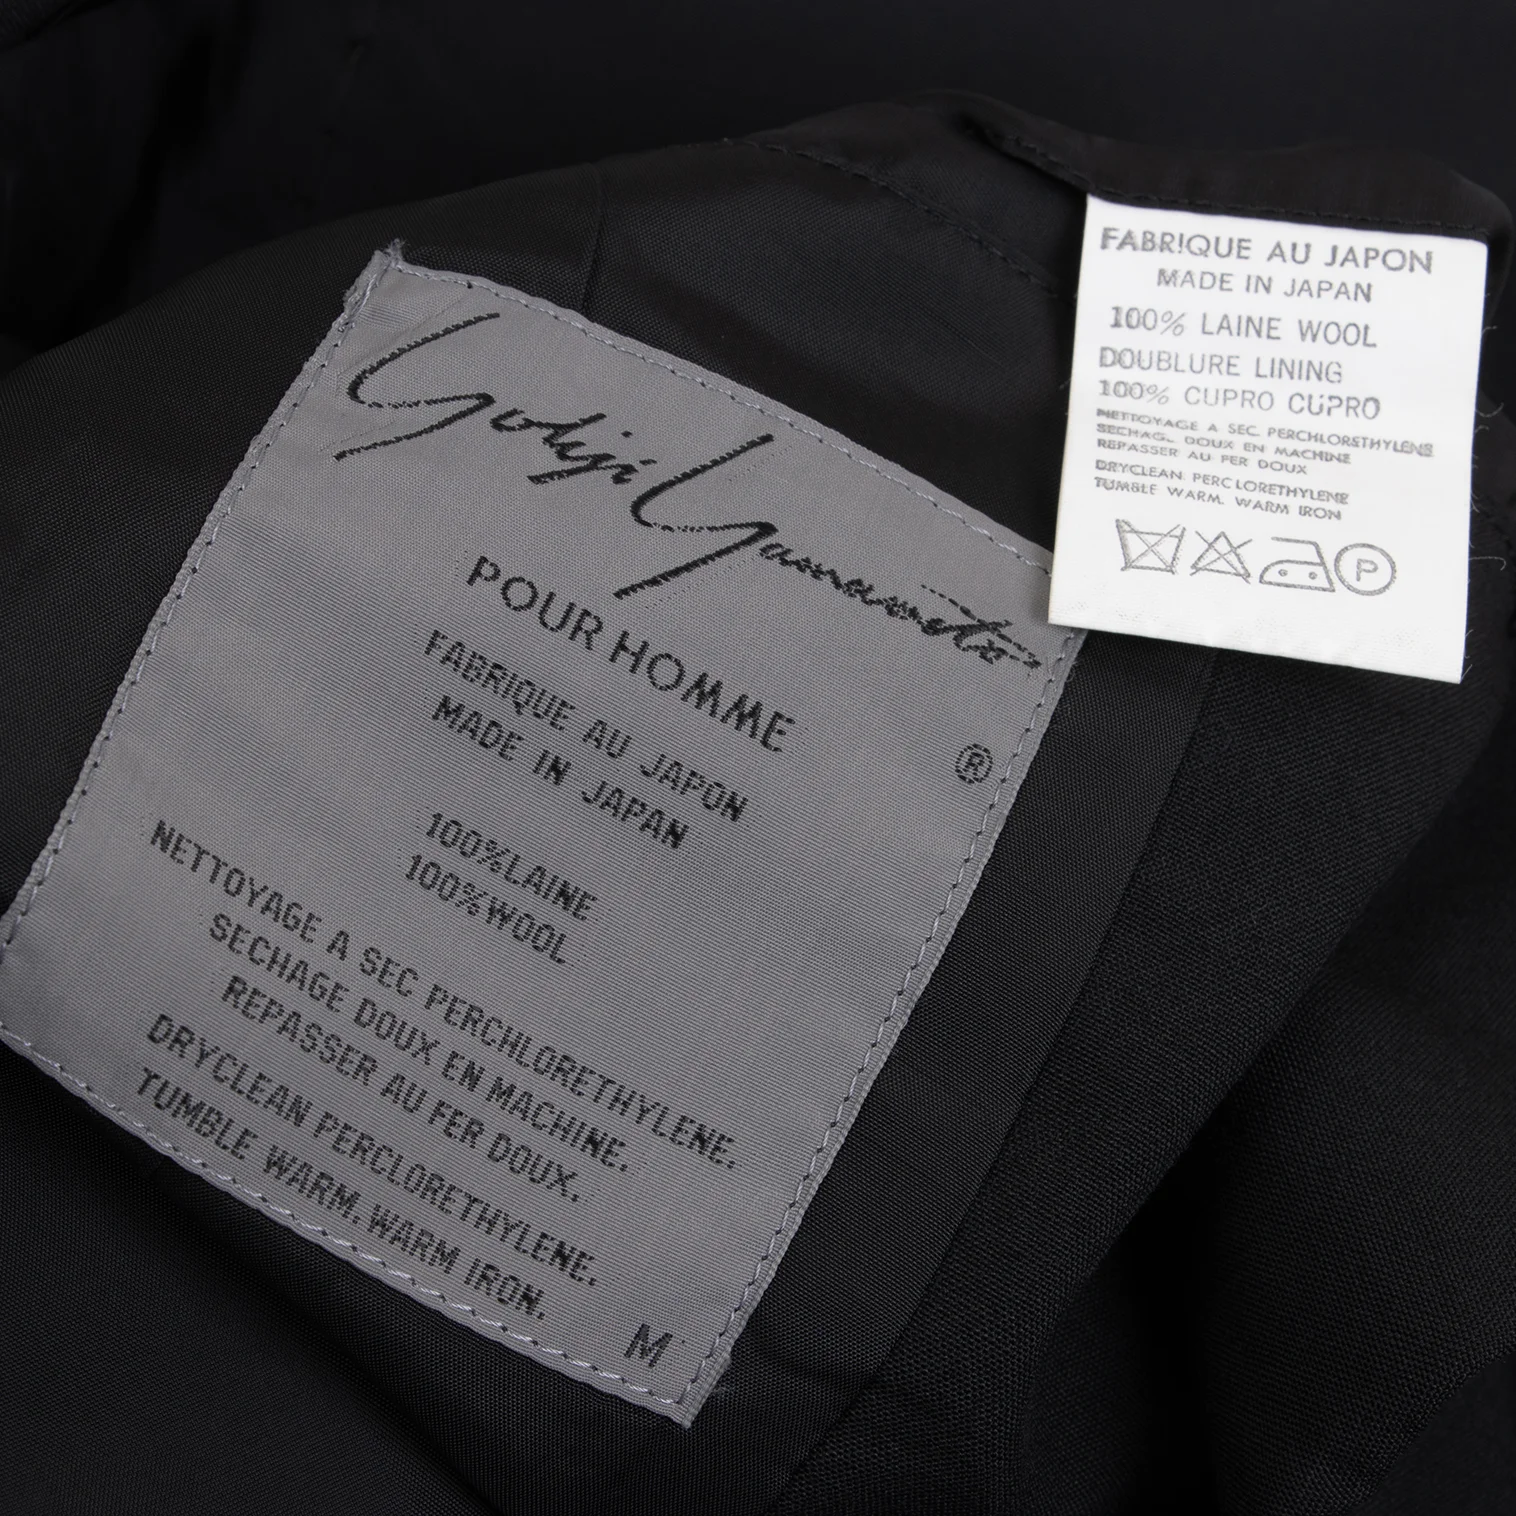 Yohji Yamamoto
POUR HOMME
®
FABRIQUE AU JAPON
MADE IN JAPAN
100%LAINE
100%WOOL
NETTOYAGE A SEC PERCHLORETHYLENE.
SECHAGE DOUX EN MACHINE.
REPASSER AU FER DOUX.
DRYCLEAN PERCLORETHYLENE.
TUMBLE WARM. WARM IRON.
M
FABRIQUE AU JAPON
MADE IN JAPAN
100% LAINE WOOL
DOUBLURE LINING
100% CUPRO CUPRO
NETTOYAGE A SEC PERCHLORETHYLENE
SECHAGE DOUX EN MACHINE
REPASSER AU FER DOUX
DRYCLEAN PERCLORETHYLENE
TUMBLE WARM. WARM IRON
P